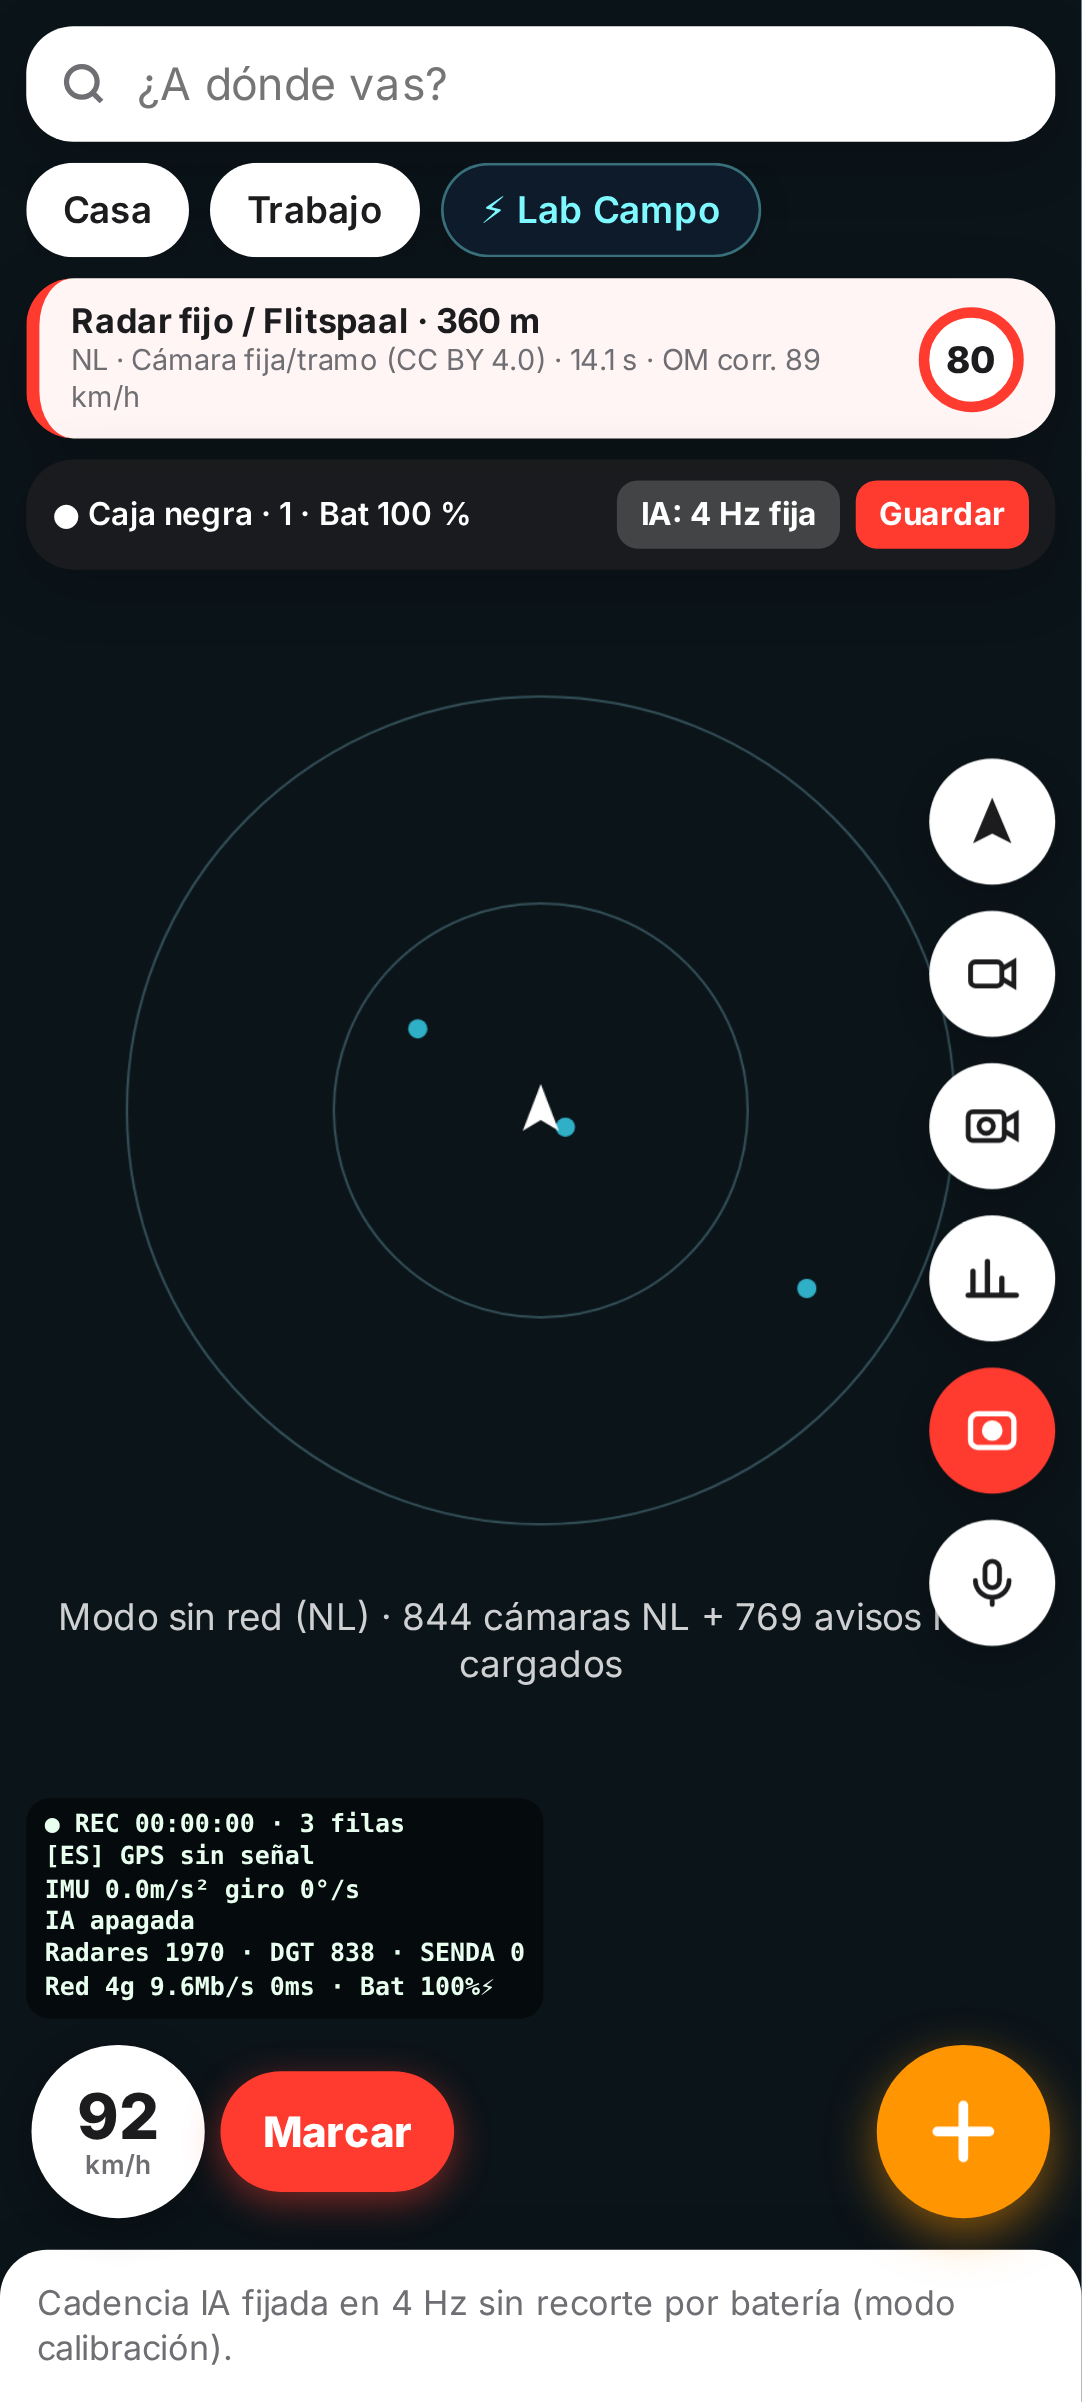 ¿A dónde vas?
Casa
Trabajo
⚡ Lab Campo
Radar fijo / Flitspaal · 360 m
NL · Cámara fija/tramo (CC BY 4.0) · 14.1 s · OM corr. 89
km/h
80
● Caja negra · 1 · Bat 100 %
IA: 4 Hz fija
Guardar
Modo sin red (NL) · 844 cámaras NL + 769 avisos
cargados
● REC 00:00:00 · 3 filas
[ES] GPS sin señal
IMU 0.0m/s² giro 0°/s
IA apagada
Radares 1970 · DGT 838 · SENDA 0
Red 4g 9.6Mb/s 0ms · Bat 100%⚡
92
km/h
Marcar
Cadencia IA fijada en 4 Hz sin recorte por batería (modo
calibración).